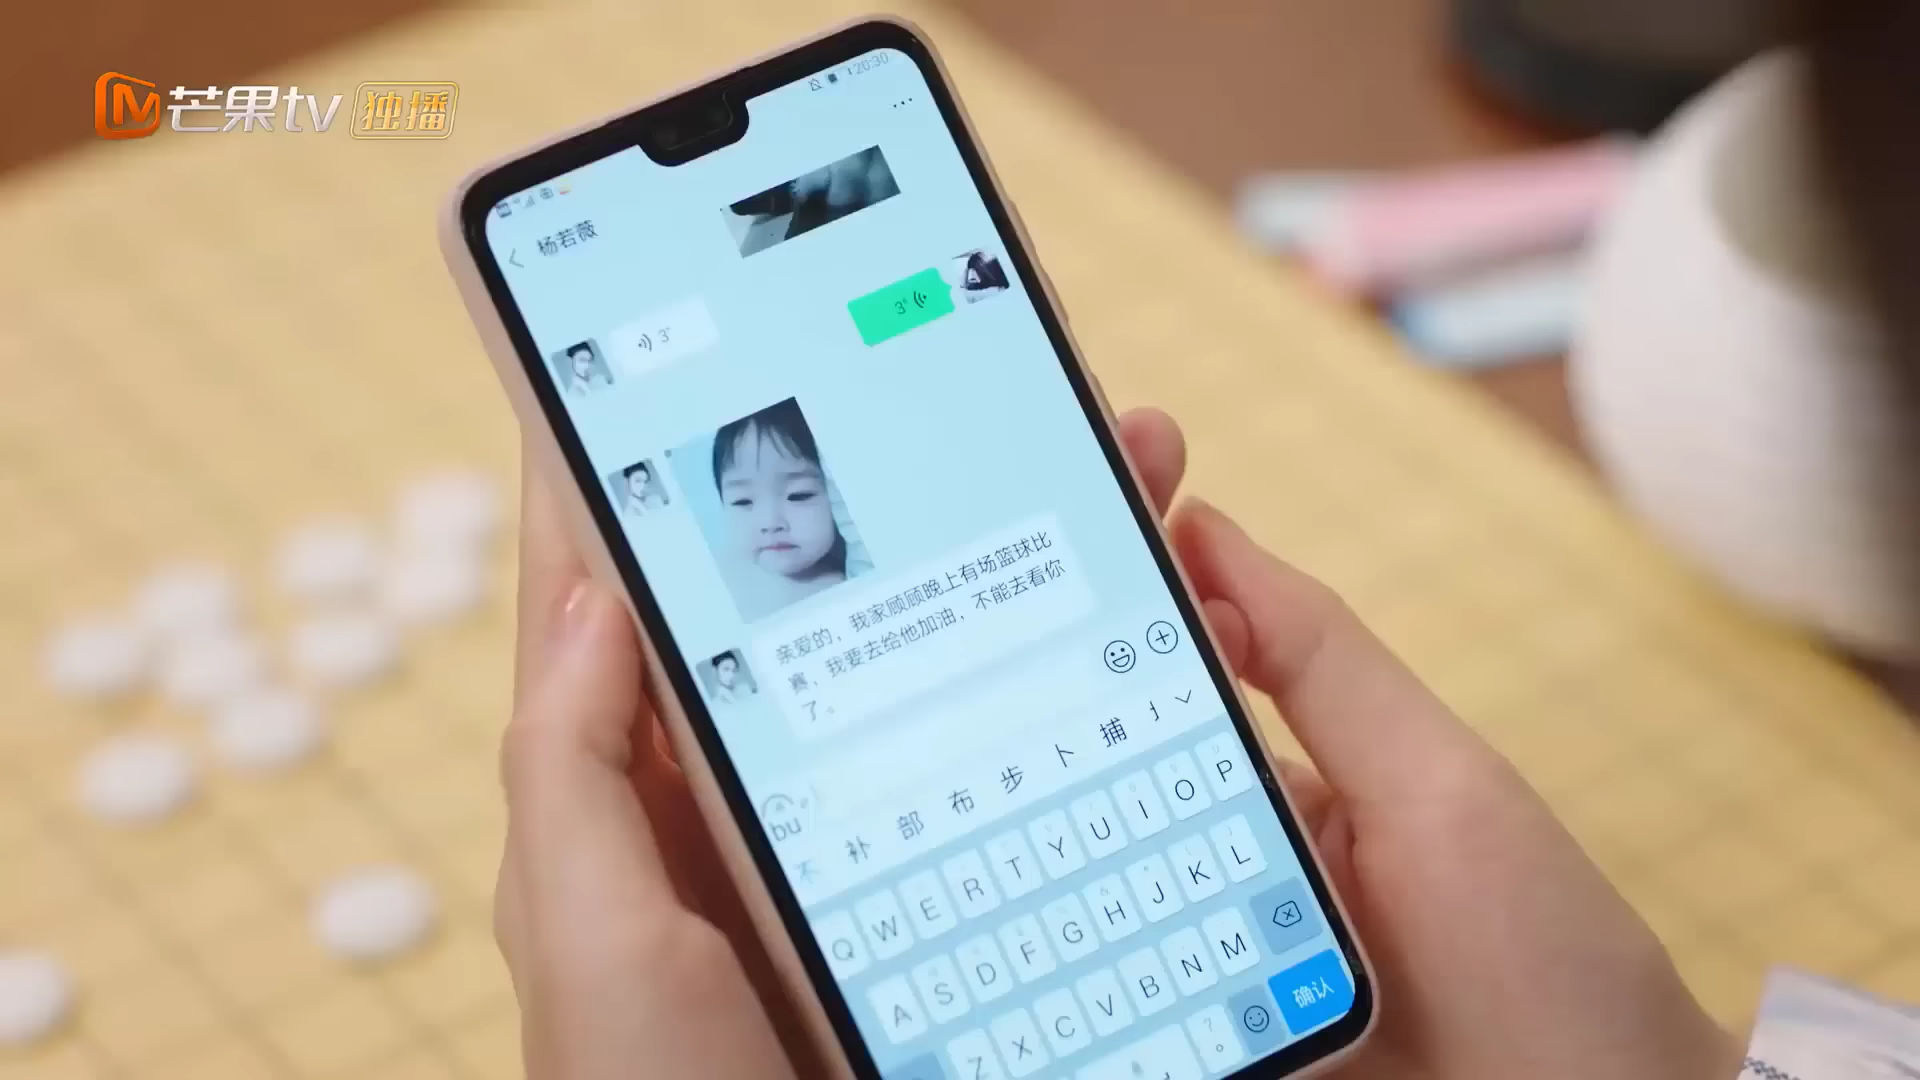 芒果tv 独播
20:30
杨若薇
3"
3"
亲爱的，我家顾顾晚上有场篮球比
赛，我要去给他加油，不能去看你
了。
bu
不 补 部 布 步 卜 捕
Q W E R T Y U I O P
A S D F G H J K L
Z X C V B N M
? 。 确认